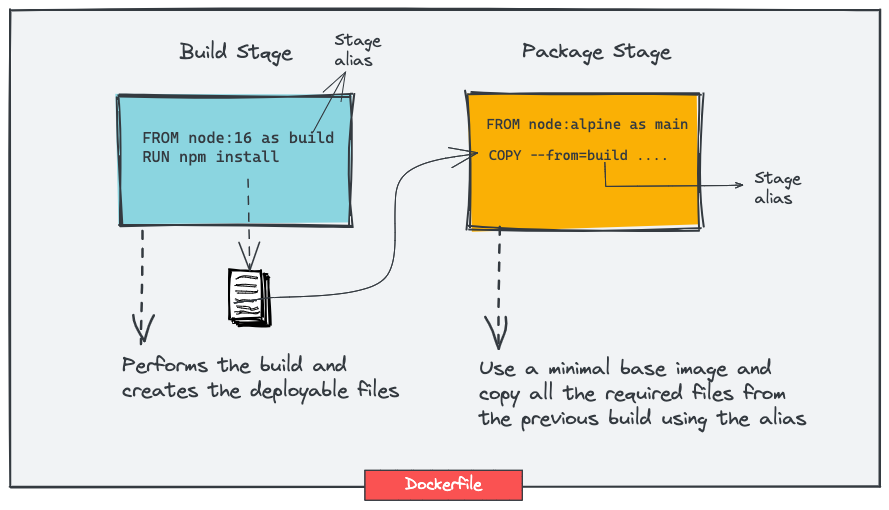 Build Stage
Stage
alias
FROM node:16 as build
RUN npm install
Performs the build and
creates the deployable files
Package Stage
FROM node:alpine as main
COPY --from=build ....
Stage
alias
Use a minimal base image and
copy all the required files from
the previous build using the alias
Dockerfile